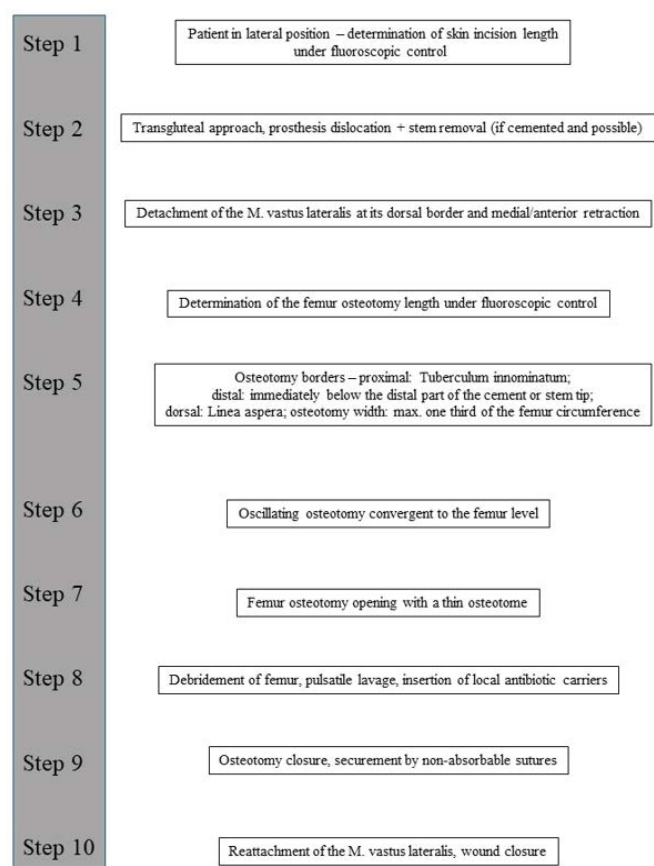 Step 1
Patient in lateral position – determination of skin incision length
under fluoroscopic control
Step 2
Transgluteal approach, prosthesis dislocation + stem removal (if cemented and possible)
Step 3
Detachment of the M. vastus lateralis at its dorsal border and medial/anterior retraction
Step 4
Determination of the femur osteotomy length under fluoroscopic control
Step 5
Osteotomy borders – proximal: Tuberculum innominatum;
distal: immediately below the distal part of the cement or stem tip;
dorsal: Linea aspera; osteotomy width: max. one third of the femur circumference
Step 6
Oscillating osteotomy convergent to the femur level
Step 7
Femur osteotomy opening with a thin osteotome
Step 8
Debridement of femur, pulsatile lavage, insertion of local antibiotic carriers
Step 9
Osteotomy closure, securement by non-absorbable sutures
Step 10
Reattachment of the M. vastus lateralis, wound closure